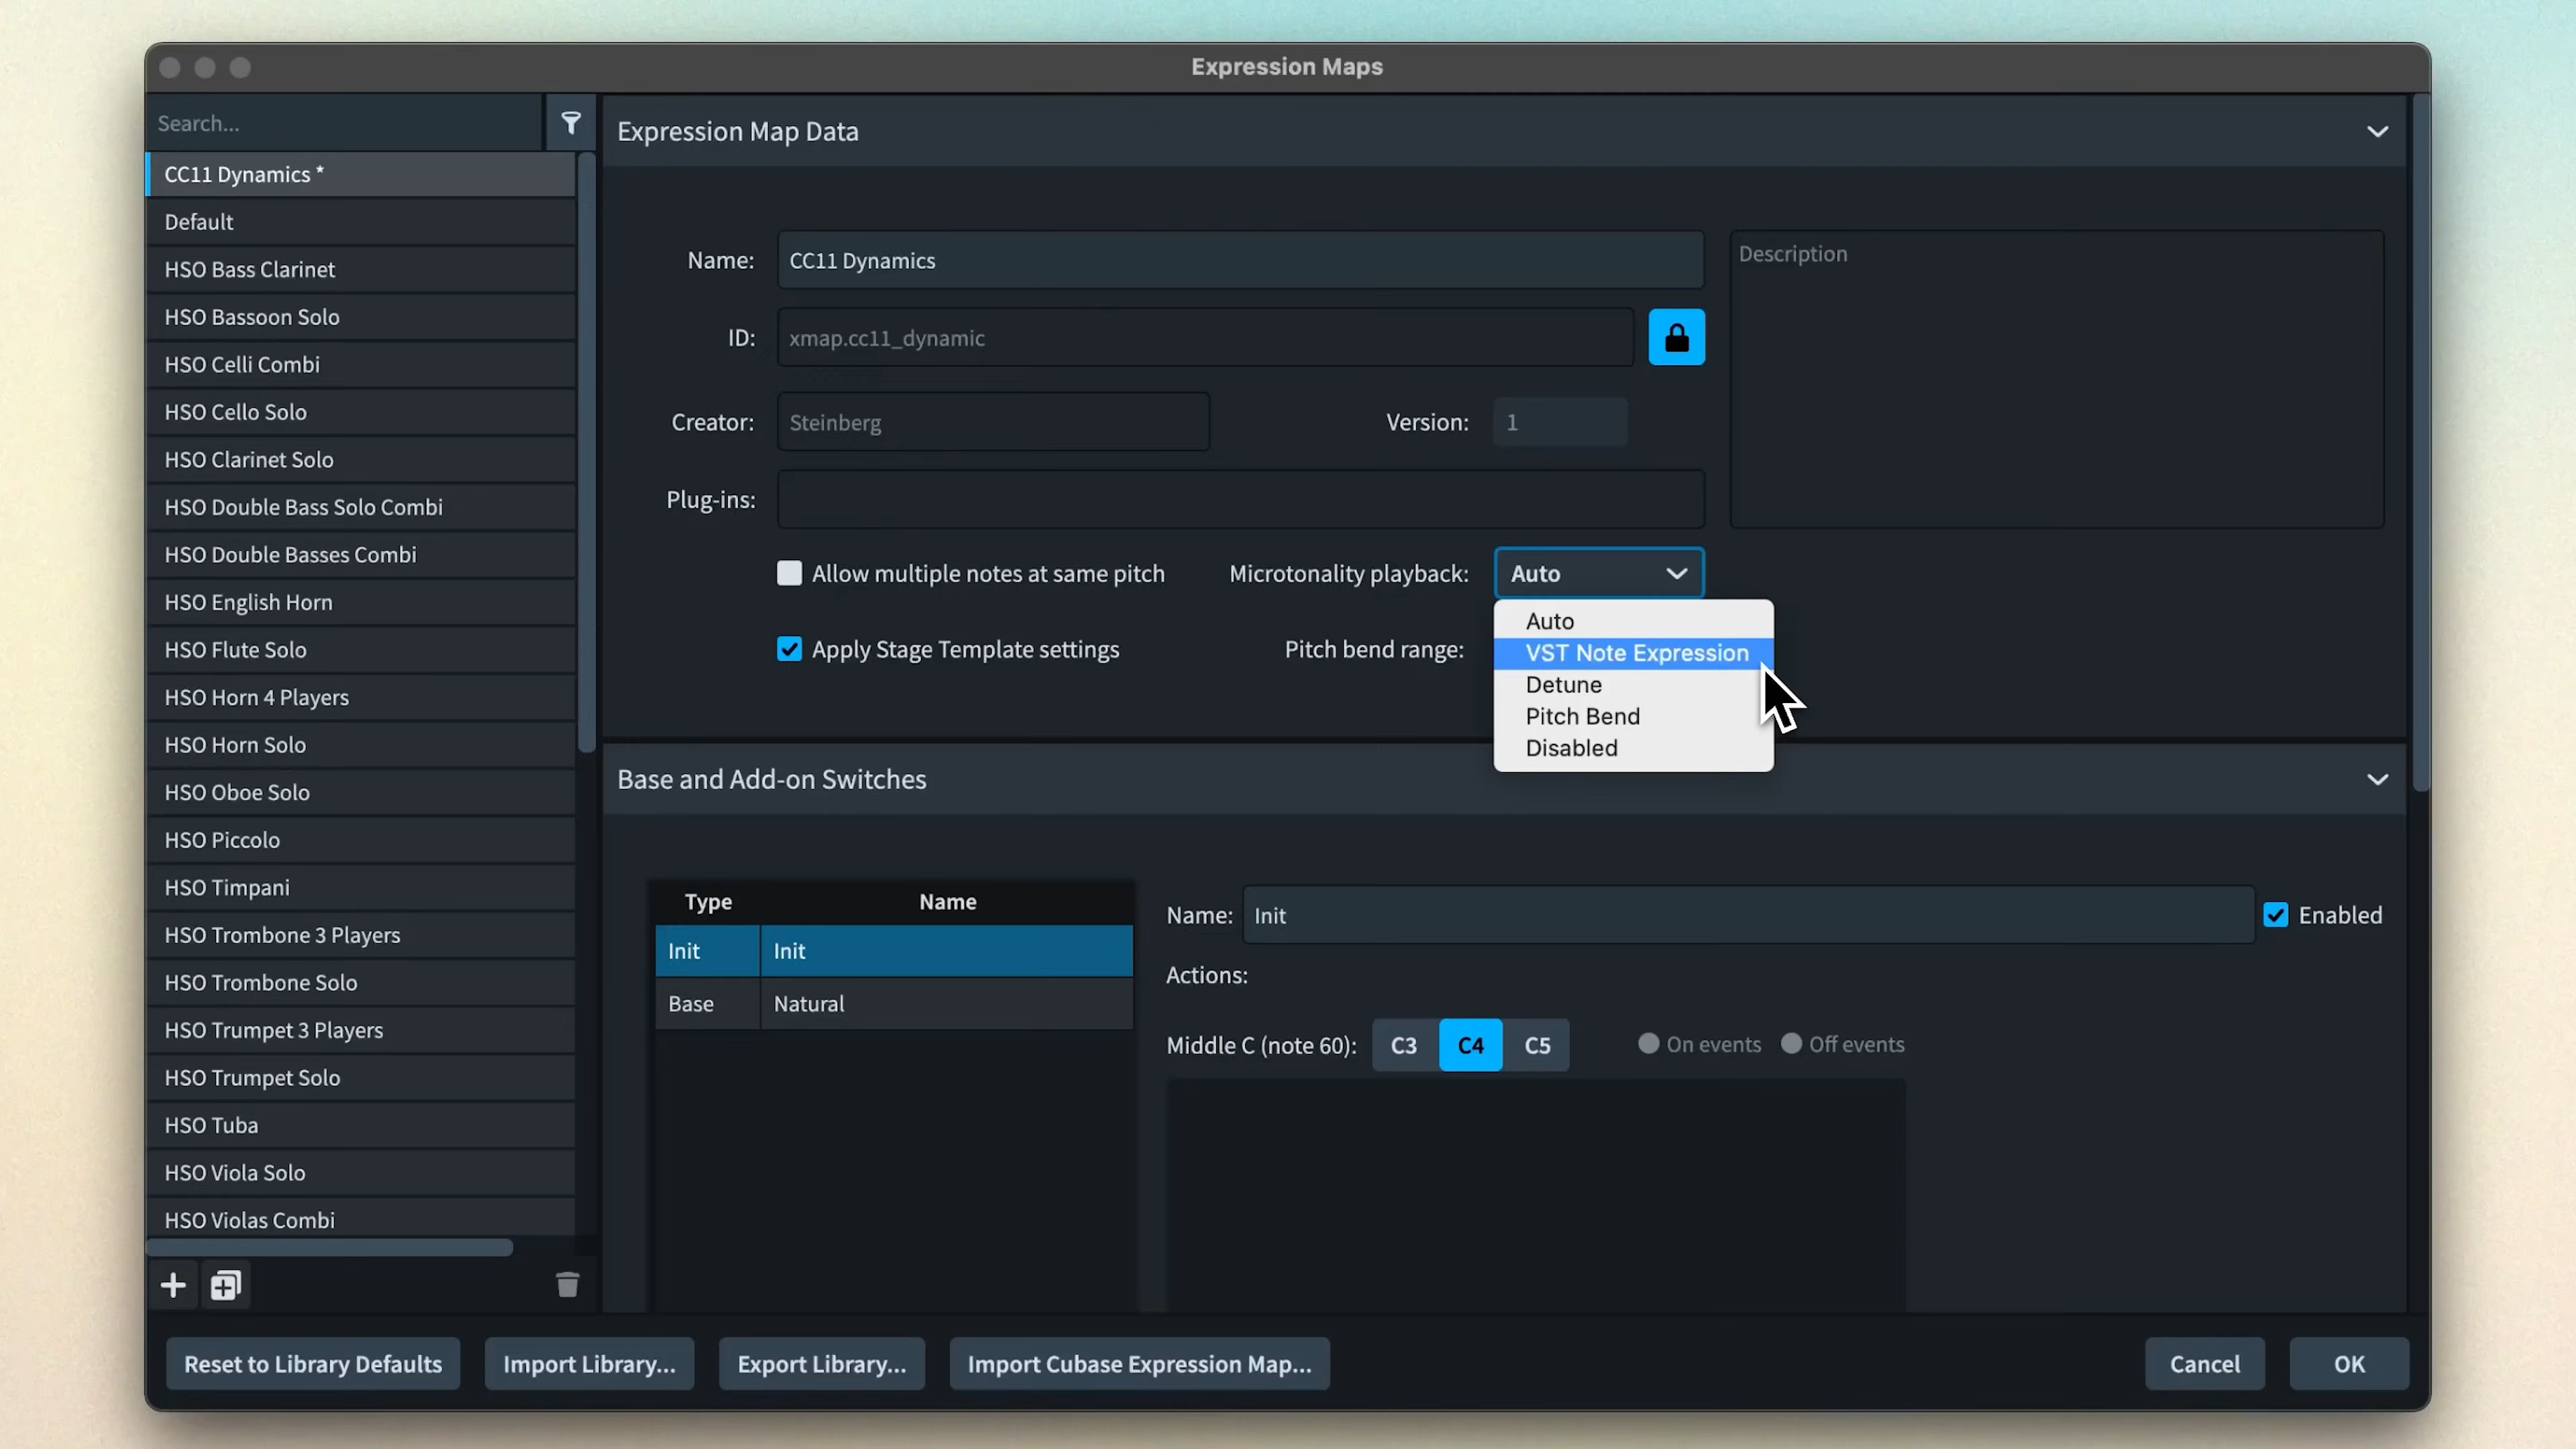 Expression Maps
Search...
CC11 Dynamics *
Default
HSO Bass Clarinet
HSO Bassoon Solo
HSO Celli Combi
HSO Cello Solo
HSO Clarinet Solo
HSO Double Bass Solo Combi
HSO Double Basses Combi
HSO English Horn
HSO Flute Solo
HSO Horn 4 Players
HSO Horn Solo
HSO Oboe Solo
HSO Piccolo
HSO Timpani
HSO Trombone 3 Players
HSO Trombone Solo
HSO Trumpet 3 Players
HSO Trumpet Solo
HSO Tuba
HSO Viola Solo
HSO Violas Combi
Expression Map Data
Name: CC11 Dynamics
Description
ID: xmap.cc11_dynamic
Creator: Steinberg Version: 1
Plug-ins:
Allow multiple notes at same pitch Microtonality playback: Auto
Apply Stage Template settings Pitch bend range:
Auto
VST Note Expression
Detune
Pitch Bend
Disabled
Base and Add-on Switches
Type Name
Init Init
Base Natural
Name: Init Enabled
Actions:
Middle C (note 60): C3 C4 C5 On events Off events
Reset to Library Defaults Import Library... Export Library... Import Cubase Expression Map... Cancel OK